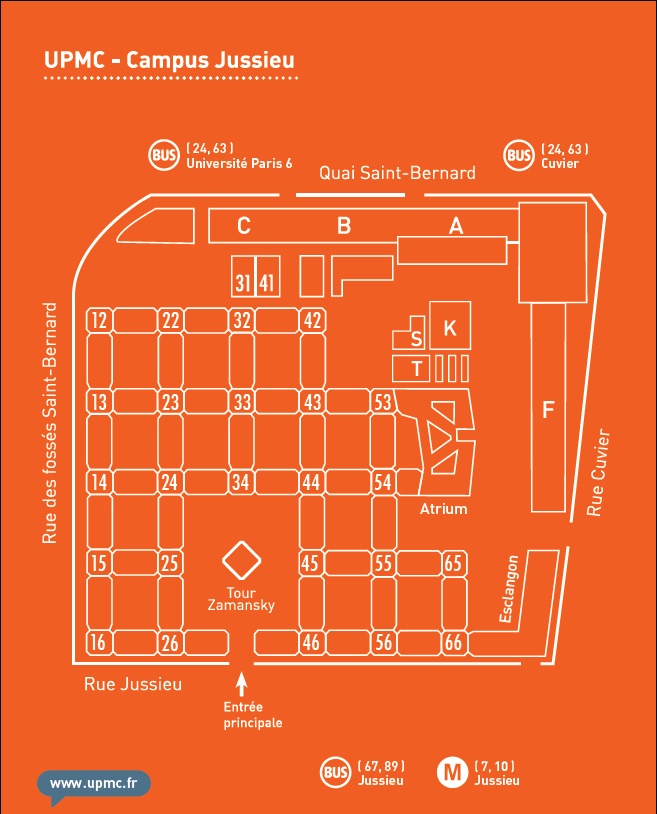 UPMC - Campus Jussieu
BUS
( 24, 63 )
Université Paris 6
BUS
( 24, 63 )
Cuvier
Quai Saint-Bernard
C
B
A
31
41
12
22
32
42
S
K
T
Rue des fossés Saint-Bernard
13
23
33
43
53
F
Rue Cuvier
14
24
34
44
54
Atrium
15
25
45
55
65
Esclangon
Tour
Zamansky
16
26
46
56
66
Rue Jussieu
Entrée
principale
BUS
( 67, 89 )
Jussieu
M
( 7, 10 )
Jussieu
www.upmc.fr